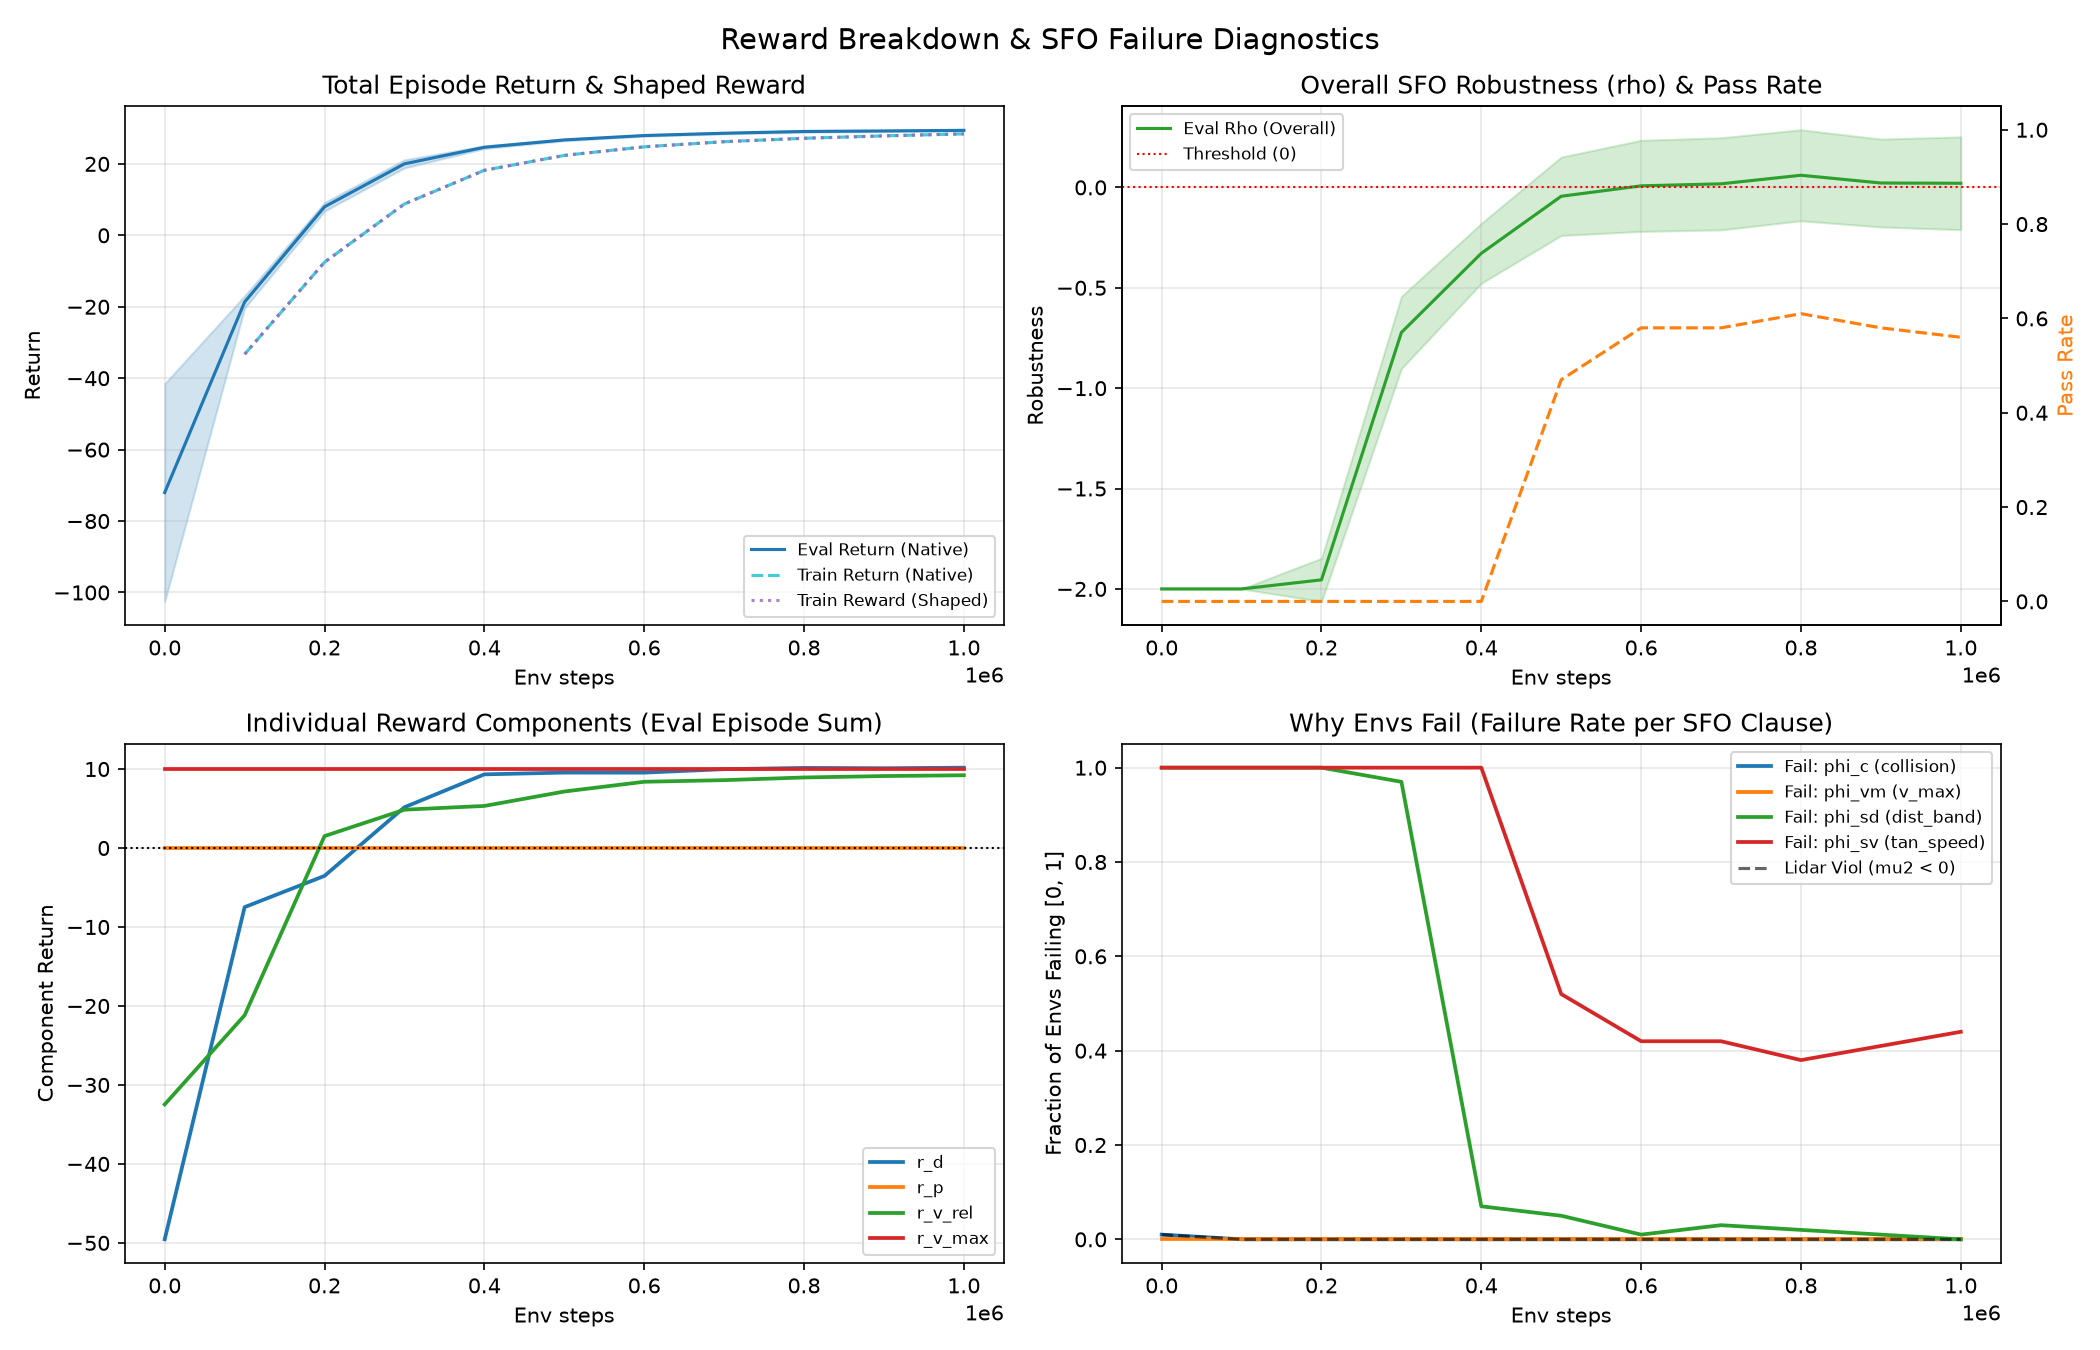 Reward Breakdown & SFO Failure Diagnostics
Total Episode Return & Shaped Reward
Return
20
0
−20
−40
−60
−80
−100
Eval Return (Native)
Train Return (Native)
Train Reward (Shaped)
0.0 0.2 0.4 0.6 0.8 1.0
1e6
Env steps
Overall SFO Robustness (rho) & Pass Rate
Eval Rho (Overall)
Threshold (0)
Robustness
0.0
−0.5
−1.0
−1.5
−2.0
1.0
0.8
0.6
0.4
0.2
0.0
Pass Rate
0.0 0.2 0.4 0.6 0.8 1.0
1e6
Env steps
Individual Reward Components (Eval Episode Sum)
Component Return
10
0
−10
−20
−30
−40
−50
r_d
r_p
r_v_rel
r_v_max
0.0 0.2 0.4 0.6 0.8 1.0
1e6
Env steps
Why Envs Fail (Failure Rate per SFO Clause)
Fraction of Envs Failing [0, 1]
1.0
0.8
0.6
0.4
0.2
0.0
Fail: phi_c (collision)
Fail: phi_vm (v_max)
Fail: phi_sd (dist_band)
Fail: phi_sv (tan_speed)
Lidar Viol (mu2 < 0)
0.0 0.2 0.4 0.6 0.8 1.0
1e6
Env steps